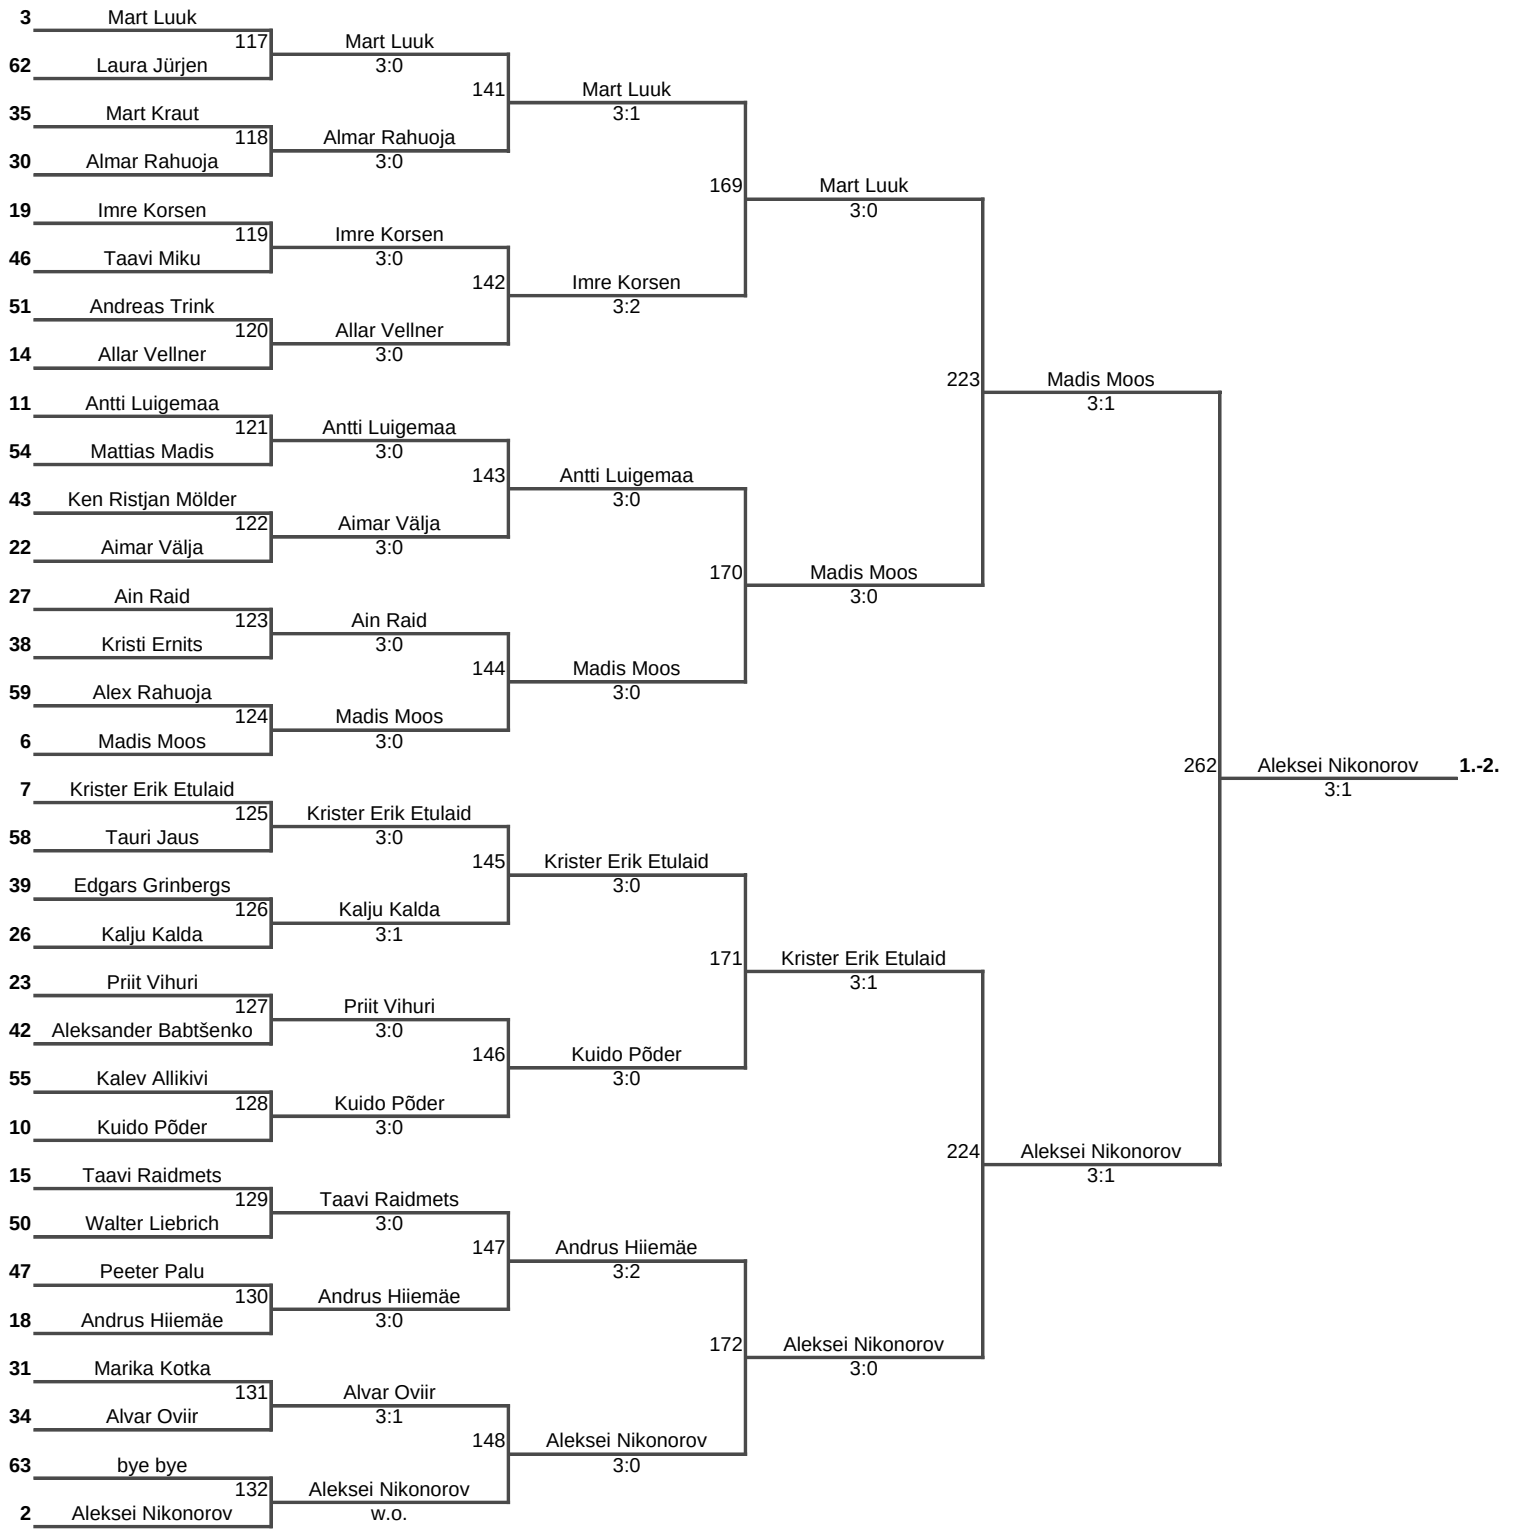 3 Mart Luuk
117 Mart Luuk
62 Laura Jürjen 3:0
141 Mart Luuk
35 Mart Kraut 3:1
118 Almar Rahuoja
30 Almar Rahuoja 3:0
169 Mart Luuk
19 Imre Korsen 3:0
119 Imre Korsen
46 Taavi Miku 3:0
142 Imre Korsen
51 Andreas Trink 3:2
120 Allar Vellner
14 Allar Vellner 3:0
223 Madis Moos
11 Antti Luigemaa 3:1
121 Antti Luigemaa
54 Mattias Madis 3:0
143 Antti Luigemaa
43 Ken Ristjan Mölder 3:0
122 Aimar Välja
22 Aimar Välja 3:0
170 Madis Moos
27 Ain Raid 3:0
123 Ain Raid
38 Kristi Ernits 3:0
144 Madis Moos
59 Alex Rahuoja 3:0
124 Madis Moos
6 Madis Moos 3:0
262 Aleksei Nikonorov 1.-2.
7 Krister Erik Etulaid 3:1
125 Krister Erik Etulaid
58 Tauri Jaus 3:0
145 Krister Erik Etulaid
39 Edgars Grinbergs 3:0
126 Kalju Kalda
26 Kalju Kalda 3:1
171 Krister Erik Etulaid
23 Priit Vihuri 3:1
127 Priit Vihuri
42 Aleksander Babtšenko 3:0
146 Kuido Põder
55 Kalev Allikivi 3:0
128 Kuido Põder
10 Kuido Põder 3:0
224 Aleksei Nikonorov
15 Taavi Raidmets 3:1
129 Taavi Raidmets
50 Walter Liebrich 3:0
147 Andrus Hiiemäe
47 Peeter Palu 3:2
130 Andrus Hiiemäe
18 Andrus Hiiemäe 3:0
172 Aleksei Nikonorov
31 Marika Kotka 3:0
131 Alvar Oviir
34 Alvar Oviir 3:1
148 Aleksei Nikonorov
63 bye bye 3:0
132 Aleksei Nikonorov
2 Aleksei Nikonorov w.o.